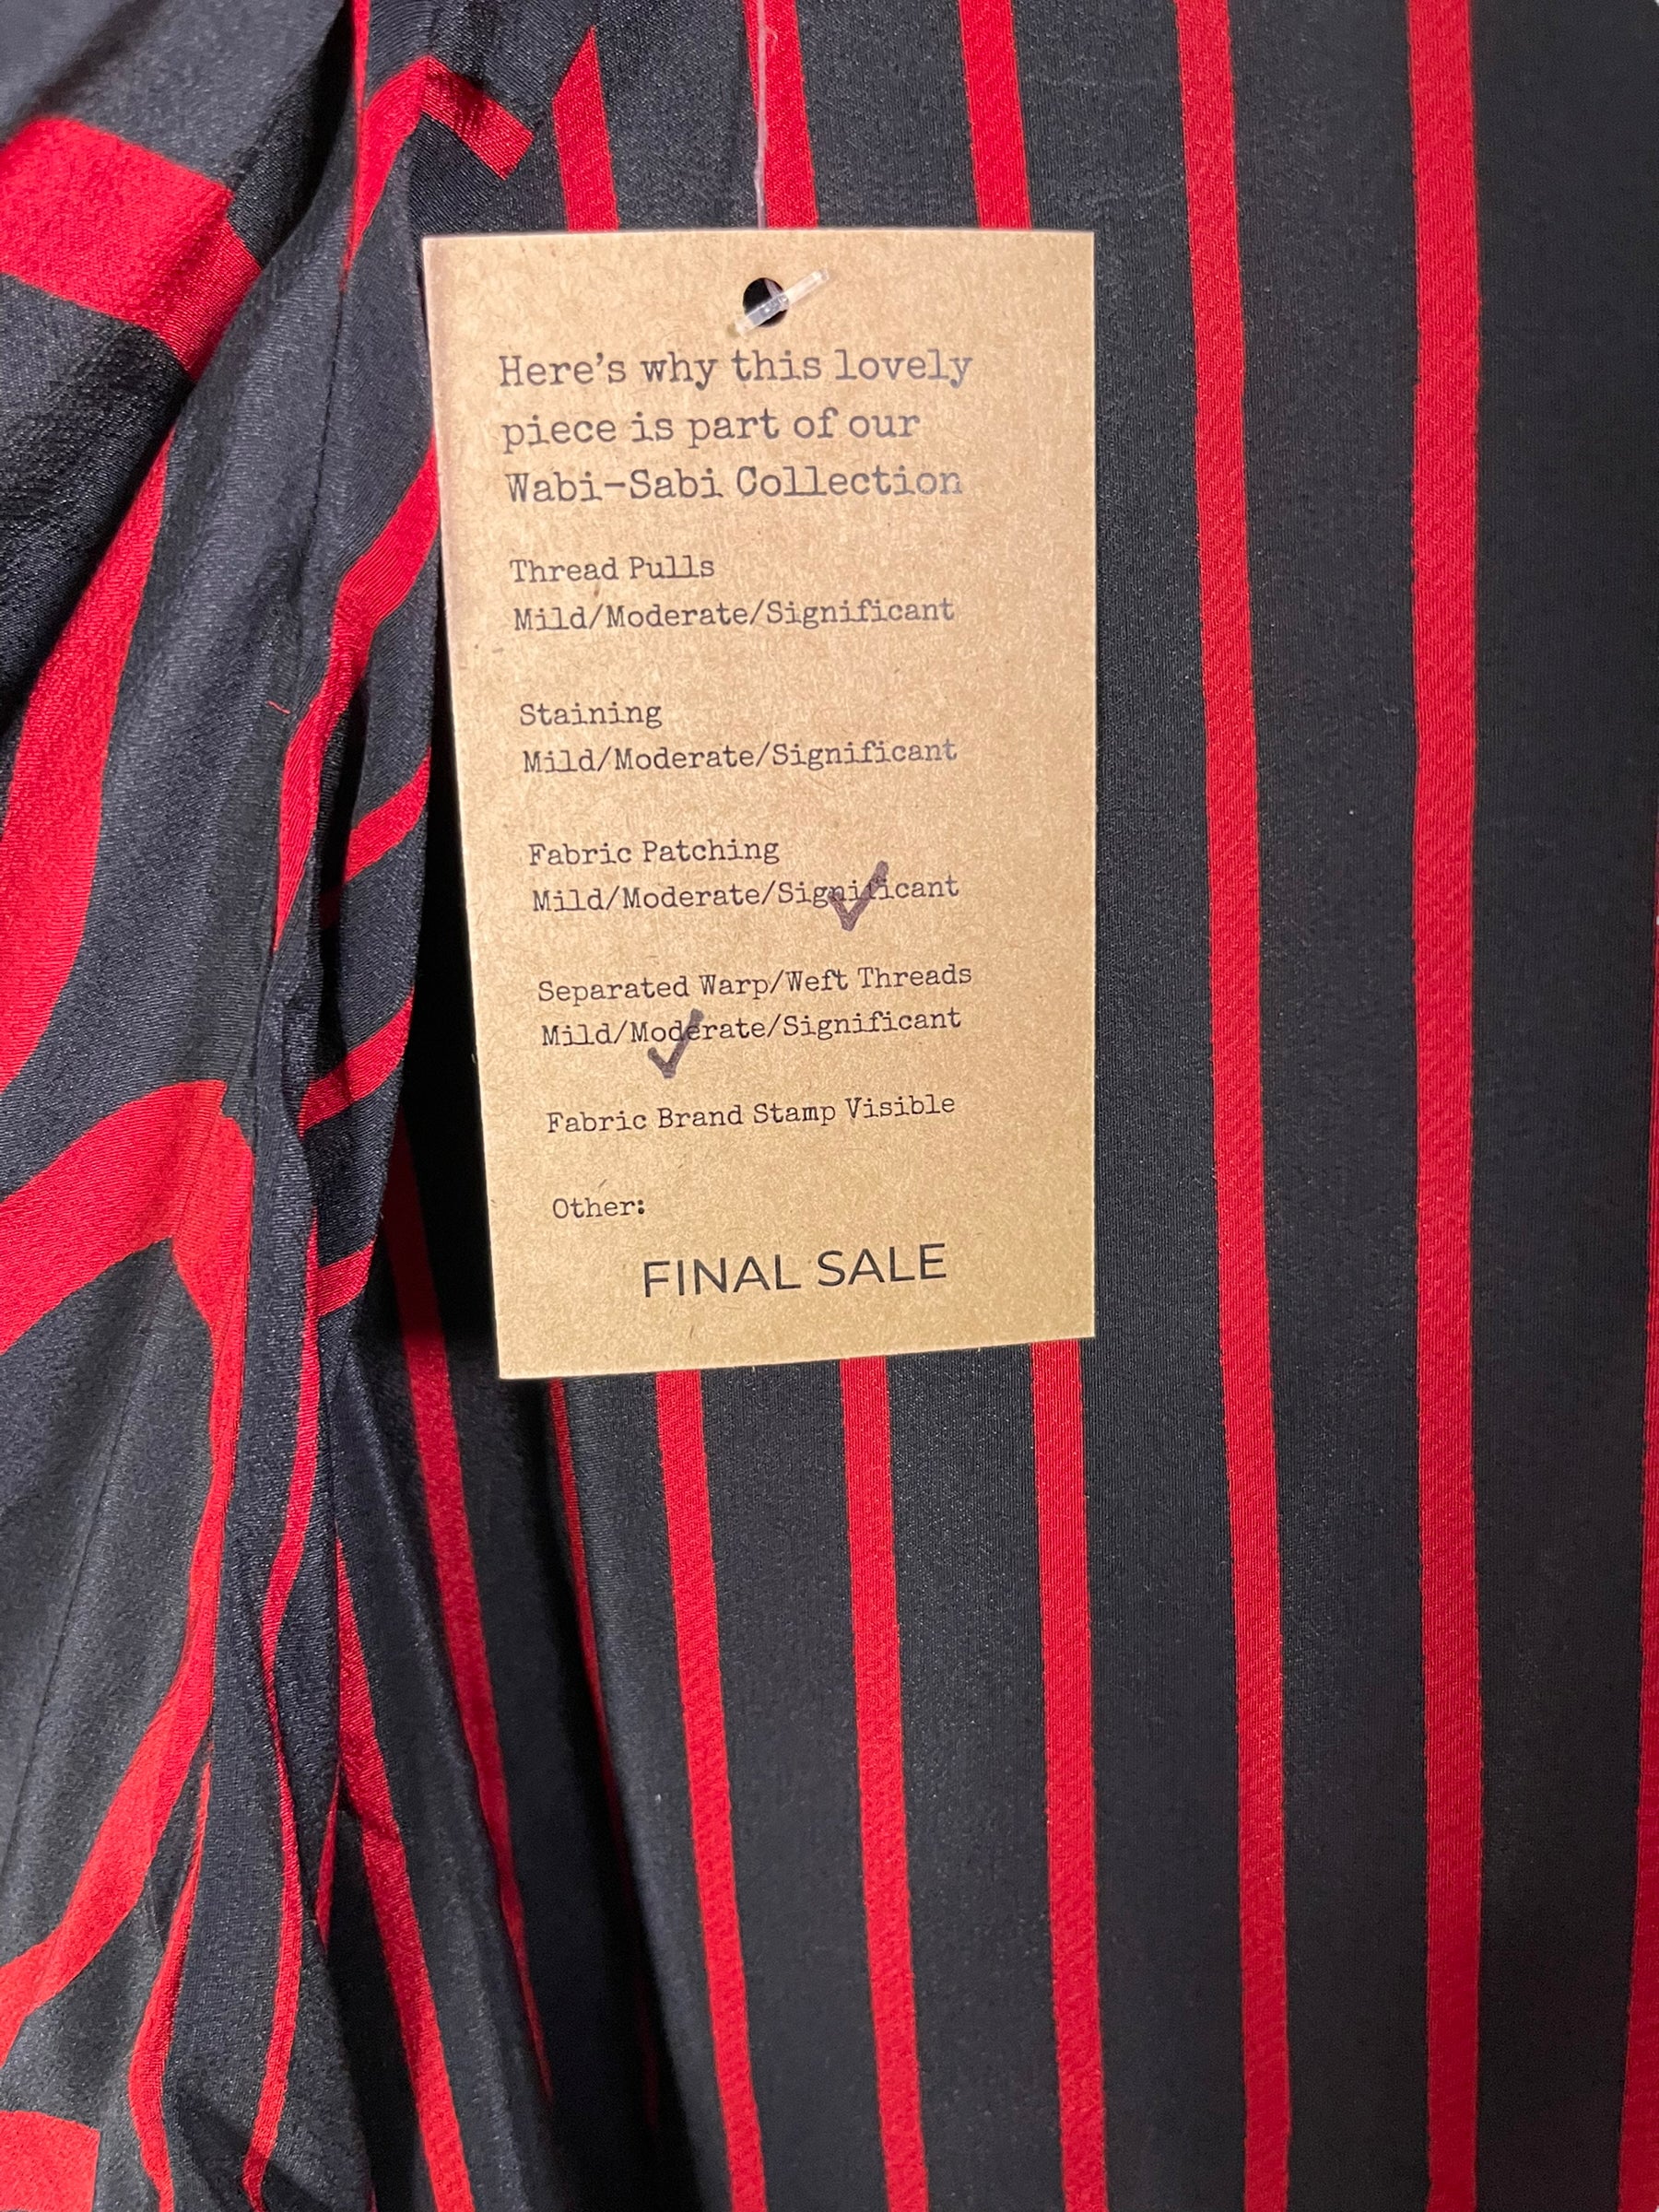 Here's why this lovely
piece is part of our
Wabi-Sabi Collection
Thread Pulls
Mild/Moderate/Significant
Staining
Mild/Moderate/Significant
Fabric Patching
Mild/Moderate/Significant
Separated Warp/Weft Threads
Mild/Moderate/Significant
Fabric Brand Stamp Visible
Other:
FINAL SALE